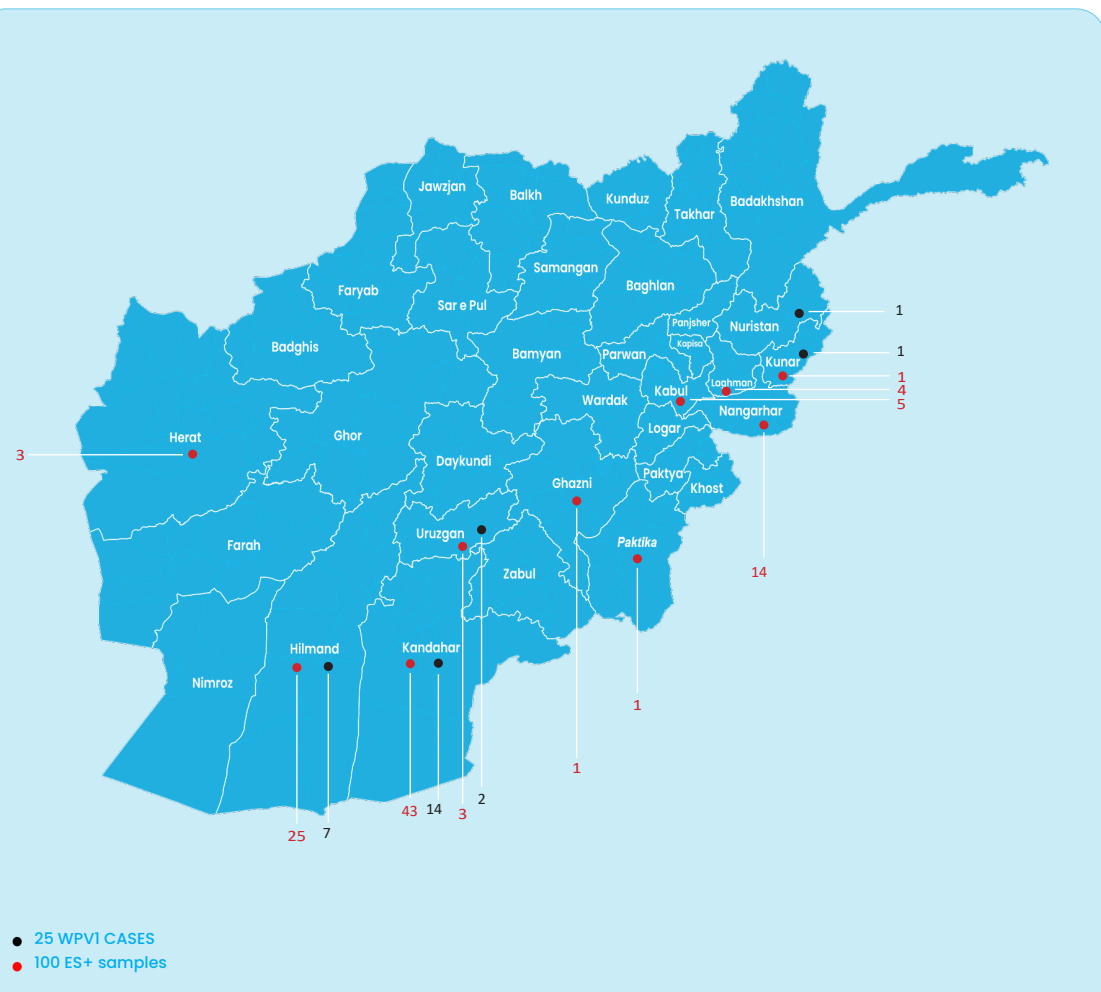 Jawzjan
Balkh
Kunduz
Takhar
Badakhshan
Samangan
Faryab
Sar e Pul
Baghlan
Panjsher
Nuristan
1
Kapisa
Badghis
Bamyan
Parwan
Kunar
1
1
Laghman
4
Kabul
5
Wardak
Nangarhar
Herat
Ghor
Logar
3
Daykundi
Paktya
Ghazni
Khost
Uruzgan
Farah
Paktika
Zabul
14
Hilmand
Kandahar
Nimroz
1
1
2
43
14
3
25
7
25 WPV1 CASES
100 ES+ samples